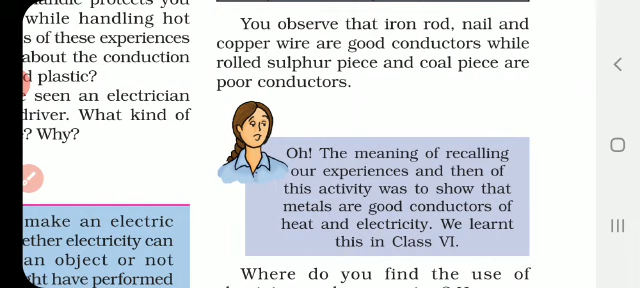 while handling hot
s of these experiences
about the conduction
d plastic?
seen an electrician
driver. What kind of
? Why?
make an electric
ether electricity can
an object or not
ght have performed
You observe that iron rod, nail and
copper wire are good conductors while
rolled sulphur piece and coal piece are
poor conductors.
Oh! The meaning of recalling
our experiences and then of
this activity was to show that
metals are good conductors of
heat and electricity. We learnt
this in Class VI.
Where do you find the use of